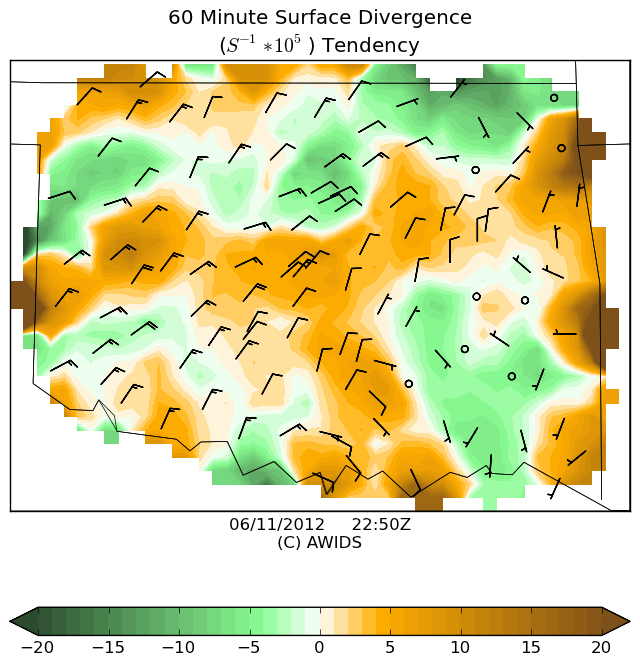 60 Minute Surface Divergence
(S⁻¹ ∗10⁵ ) Tendency
06/11/2012 22:50Z
(C) AWIDS
−20 −15 −10 −5 0 5 10 15 20